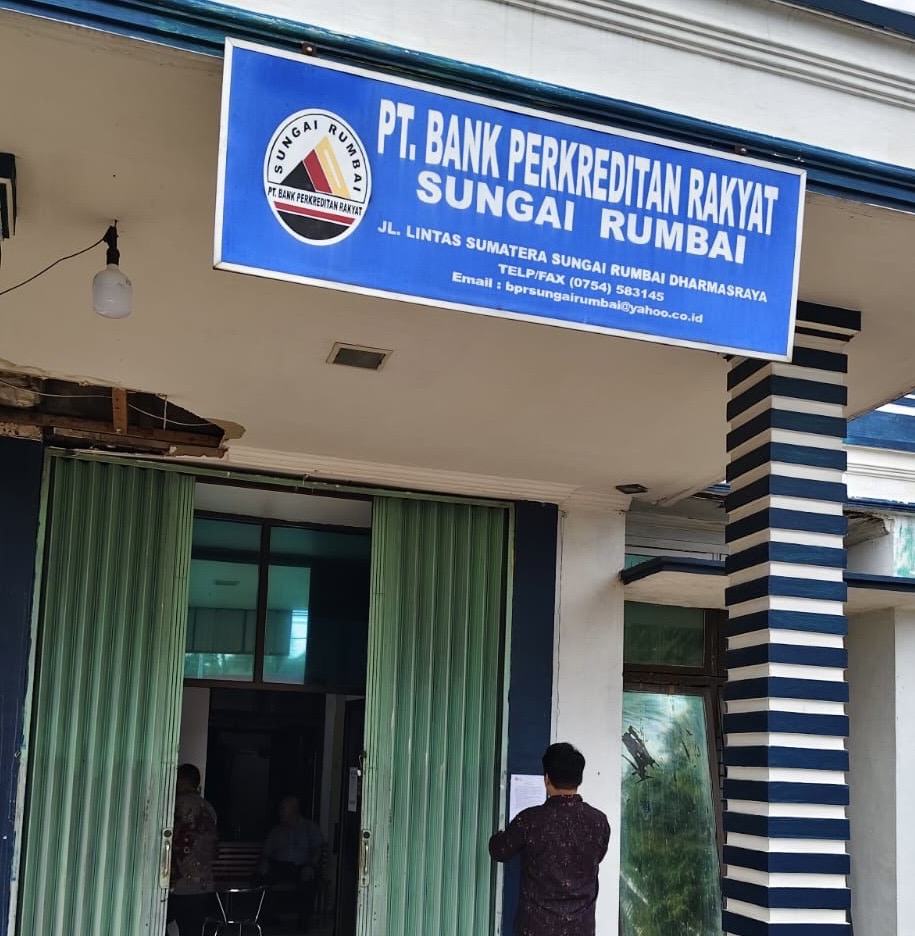 SUNGAI RUMBAI
PT. BANK PERKREDITAN RAKYAT
PT. BANK PERKREDITAN RAKYAT
SUNGAI RUMBAI
JL. LINTAS SUMATERA SUNGAI RUMBAI DHARMASRAYA
TELP/FAX (0754) 583145
Email : bprsungairumbai@yahoo.co.id